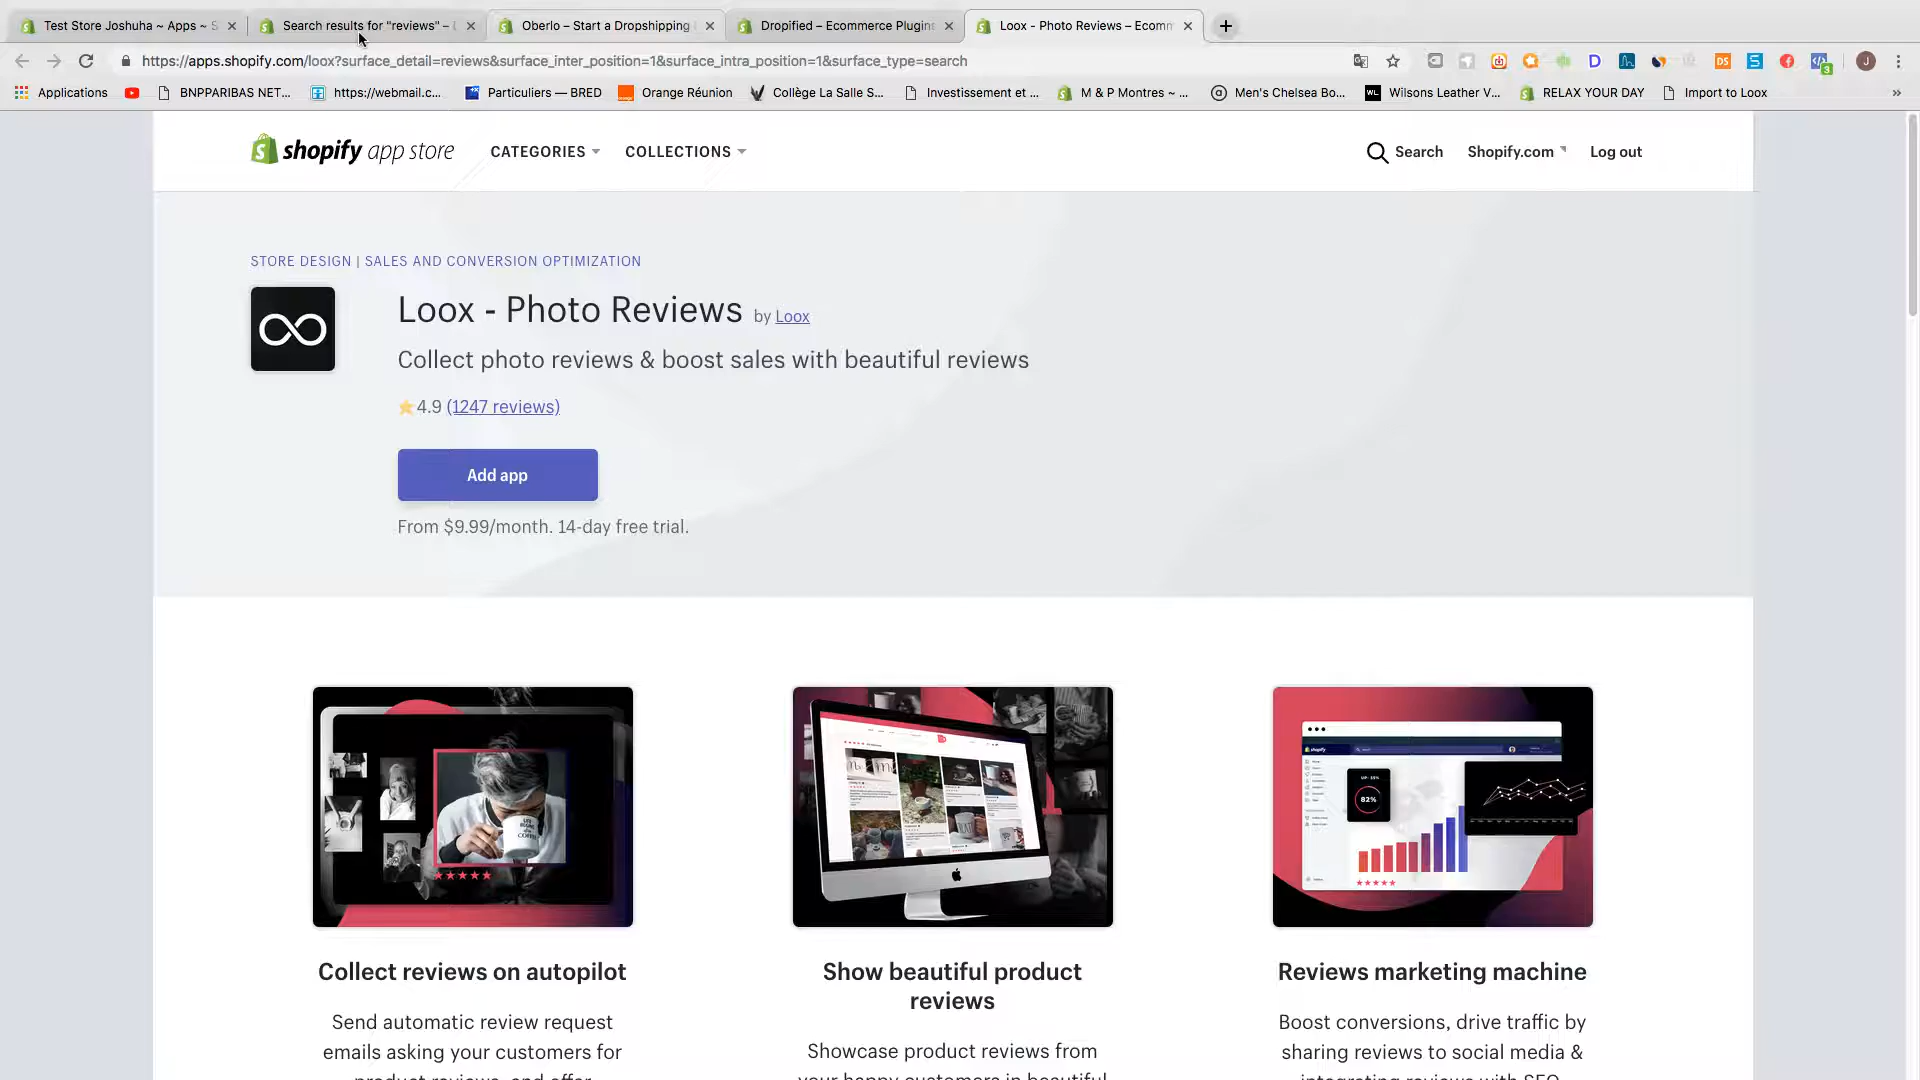 Test Store Joshuha ~ Apps ~ S
Search results for "reviews" –
Oberlo – Start a Dropshipping
Dropified – Ecommerce Plugins
Loox - Photo Reviews – Ecomm
https://apps.shopify.com/loox?surface_detail=reviews&surface_inter_position=1&surface_intra_position=1&surface_type=search
Applications
BNPPARIBAS NET...
https://webmail.c...
Particuliers — BRED
Orange Réunion
Collège La Salle S...
Investissement et ...
M & P Montres ~ ...
Men's Chelsea Bo...
Wilsons Leather V...
RELAX YOUR DAY
Import to Loox
shopify app store
CATEGORIES
COLLECTIONS
Search
Shopify.com
Log out
STORE DESIGN | SALES AND CONVERSION OPTIMIZATION
Loox - Photo Reviews by Loox
Collect photo reviews & boost sales with beautiful reviews
4.9 (1247 reviews)
Add app
From $9.99/month. 14-day free trial.
82%
Collect reviews on autopilot
Send automatic review request
emails asking your customers for
product reviews, and offer
Show beautiful product
reviews
Showcase product reviews from
your happy customers in beautiful
Reviews marketing machine
Boost conversions, drive traffic by
sharing reviews to social media &
integrating reviews with SEO